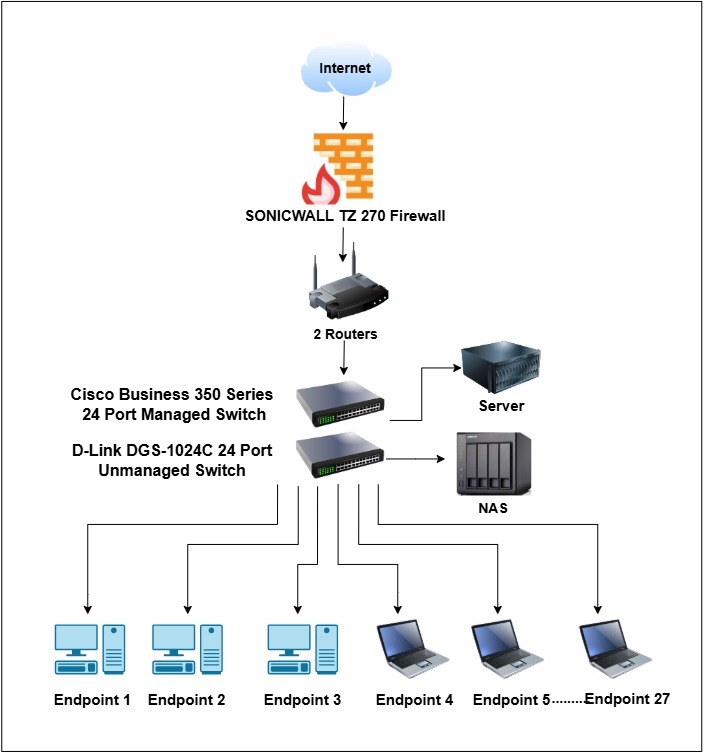 Internet
SONICWALL TZ 270 Firewall
2 Routers
Cisco Business 350 Series
24 Port Managed Switch
Server
D-Link DGS-1024C 24 Port
Unmanaged Switch
NAS
Endpoint 1 Endpoint 2 Endpoint 3 Endpoint 4 Endpoint 5.........Endpoint 27